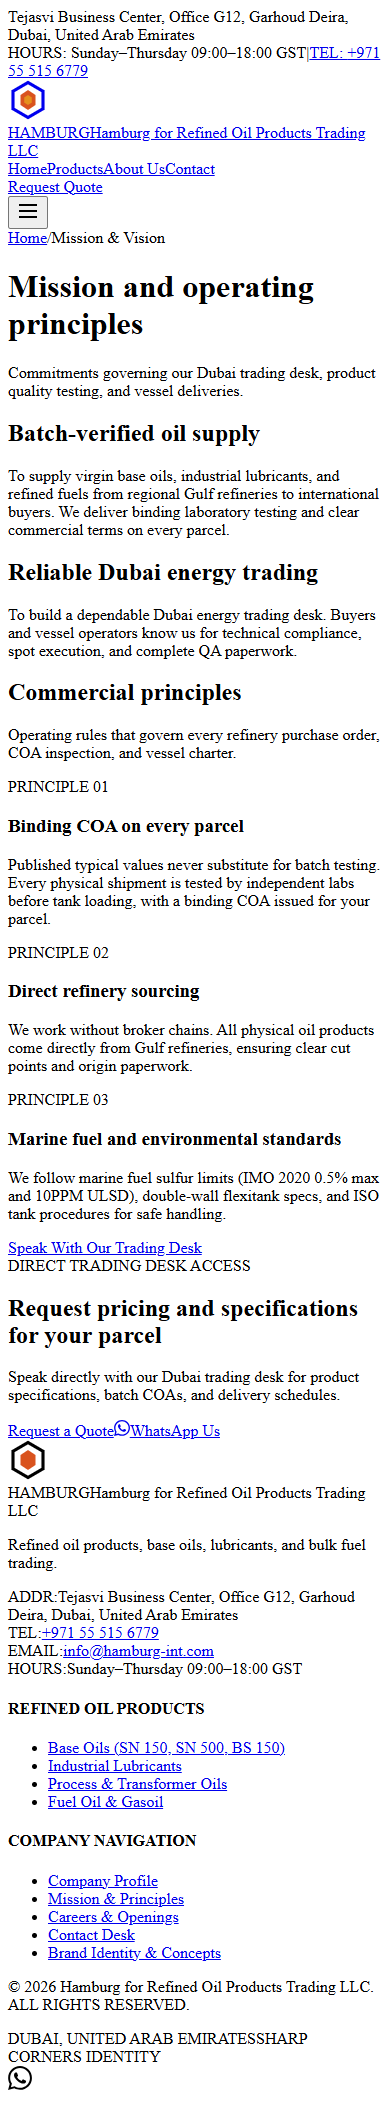 Tejasvi Business Center, Office G12, Garhoud Deira,
Dubai, United Arab Emirates
HOURS: Sunday–Thursday 09:00–18:00 GST|TEL: +971
55 515 6779
HAMBURGHamburg for Refined Oil Products Trading
LLC
HomeProductsAbout UsContact
Request Quote
Home/Mission & Vision
Mission and operating
principles
Commitments governing our Dubai trading desk, product
quality testing, and vessel deliveries.
Batch-verified oil supply
To supply virgin base oils, industrial lubricants, and
refined fuels from regional Gulf refineries to international
buyers. We deliver binding laboratory testing and clear
commercial terms on every parcel.
Reliable Dubai energy trading
To build a dependable Dubai energy trading desk. Buyers
and vessel operators know us for technical compliance,
spot execution, and complete QA paperwork.
Commercial principles
Operating rules that govern every refinery purchase order,
COA inspection, and vessel charter.
PRINCIPLE 01
Binding COA on every parcel
Published typical values never substitute for batch testing.
Every physical shipment is tested by independent labs
before tank loading, with a binding COA issued for your
parcel.
PRINCIPLE 02
Direct refinery sourcing
We work without broker chains. All physical oil products
come directly from Gulf refineries, ensuring clear cut
points and origin paperwork.
PRINCIPLE 03
Marine fuel and environmental standards
We follow marine fuel sulfur limits (IMO 2020 0.5% max
and 10PPM ULSD), double-wall flexitank specs, and ISO
tank procedures for safe handling.
Speak With Our Trading Desk
DIRECT TRADING DESK ACCESS
Request pricing and specifications
for your parcel
Speak directly with our Dubai trading desk for product
specifications, batch COAs, and delivery schedules.
Request a QuoteWhatsApp Us
HAMBURGHamburg for Refined Oil Products Trading
LLC
Refined oil products, base oils, lubricants, and bulk fuel
trading.
ADDR:Tejasvi Business Center, Office G12, Garhoud
Deira, Dubai, United Arab Emirates
TEL:+971 55 515 6779
EMAIL:info@hamburg-int.com
HOURS:Sunday–Thursday 09:00–18:00 GST
REFINED OIL PRODUCTS
Base Oils (SN 150, SN 500, BS 150)
Industrial Lubricants
Process & Transformer Oils
Fuel Oil & Gasoil
COMPANY NAVIGATION
Company Profile
Mission & Principles
Careers & Openings
Contact Desk
Brand Identity & Concepts
© 2026 Hamburg for Refined Oil Products Trading LLC.
ALL RIGHTS RESERVED.
DUBAI, UNITED ARAB EMIRATESSHARP
CORNERS IDENTITY